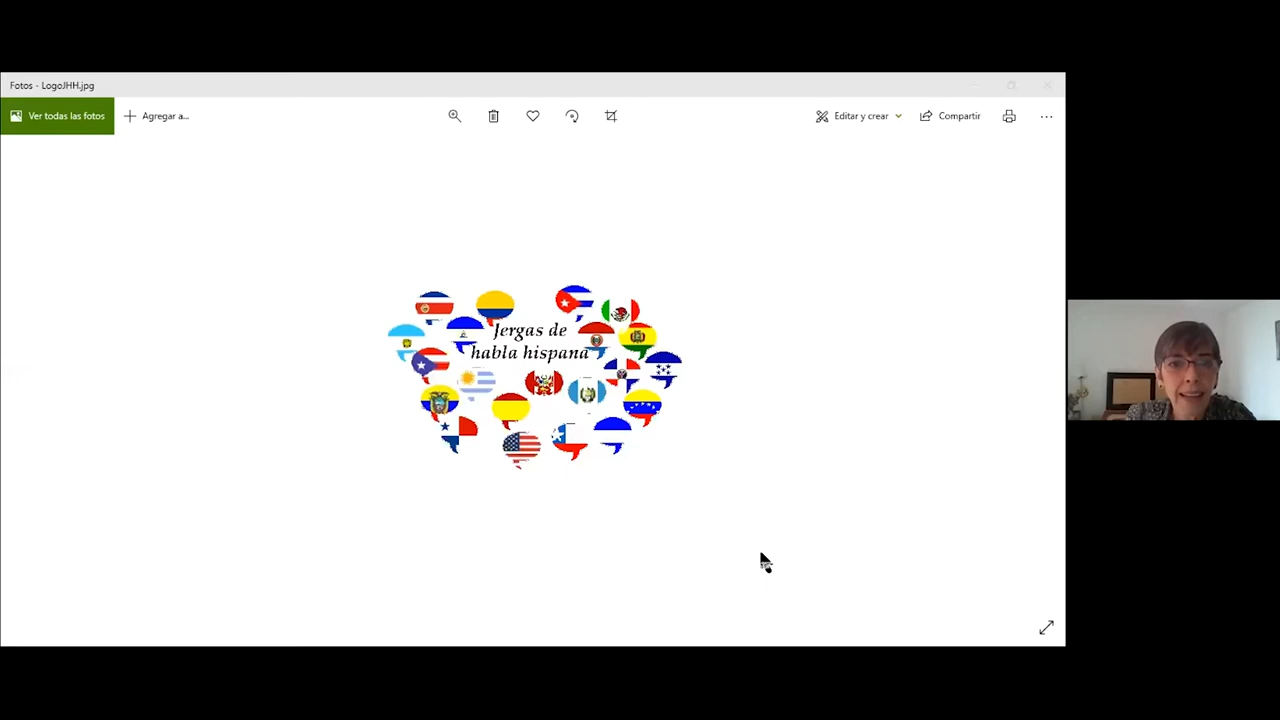 Fotos - LogoJHH.jpg
Ver todas las fotos
Agregar a...
Editar y crear
Compartir
Jergas de
habla hispana